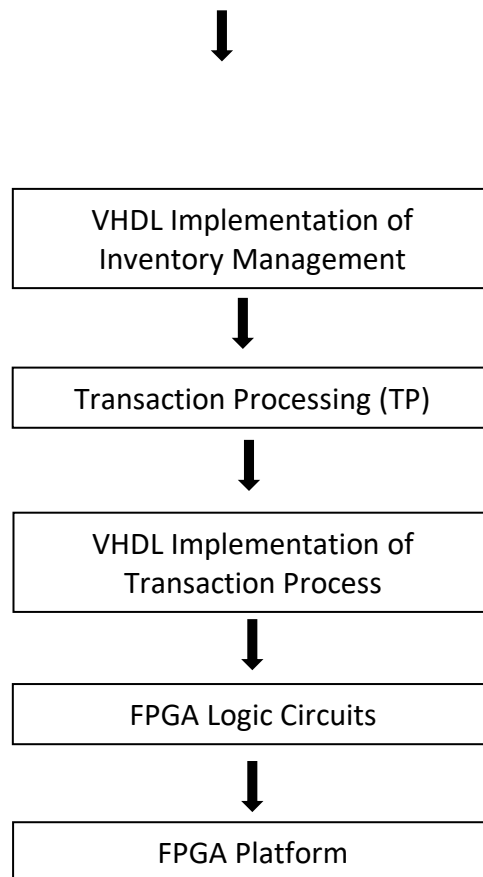 VHDL Implementation of
Inventory Management
Transaction Processing (TP)
VHDL Implementation of
Transaction Process
FPGA Logic Circuits
FPGA Platform